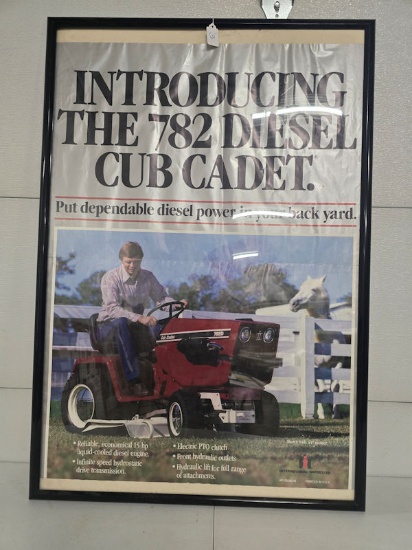 INTRODUCING
THE 782 DIESEL
CUB CADET.
Put dependable diesel power in your back yard.
• Reliable, economical 15 hp
liquid-cooled diesel engine.
• Infinite speed hydrostatic
drive transmission.
• Electric PTO clutch
• Front hydraulic outlets
• Hydraulic lift for full range
of attachments.
INTERNATIONAL HARVESTER